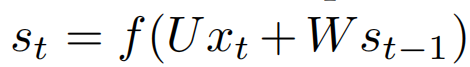 s_t = f(Ux_t + Ws_{t-1})